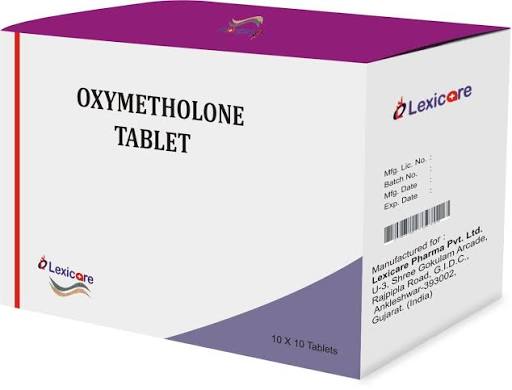 OXYMETHOLONE
TABLET
Lexicare
10 X 10 Tablets
Lexicare
Mfg. Lic. No. :
Batch No. :
Mfg. Date :
Exp. Date :
Manufactured for :
Lexicare Pharma Pvt. Ltd.
U-3, Shree Gokulam Arcade,
Rajpipla Road, G.I.D.C.,
Ankleshwar-393002.
Gujarat. (India)